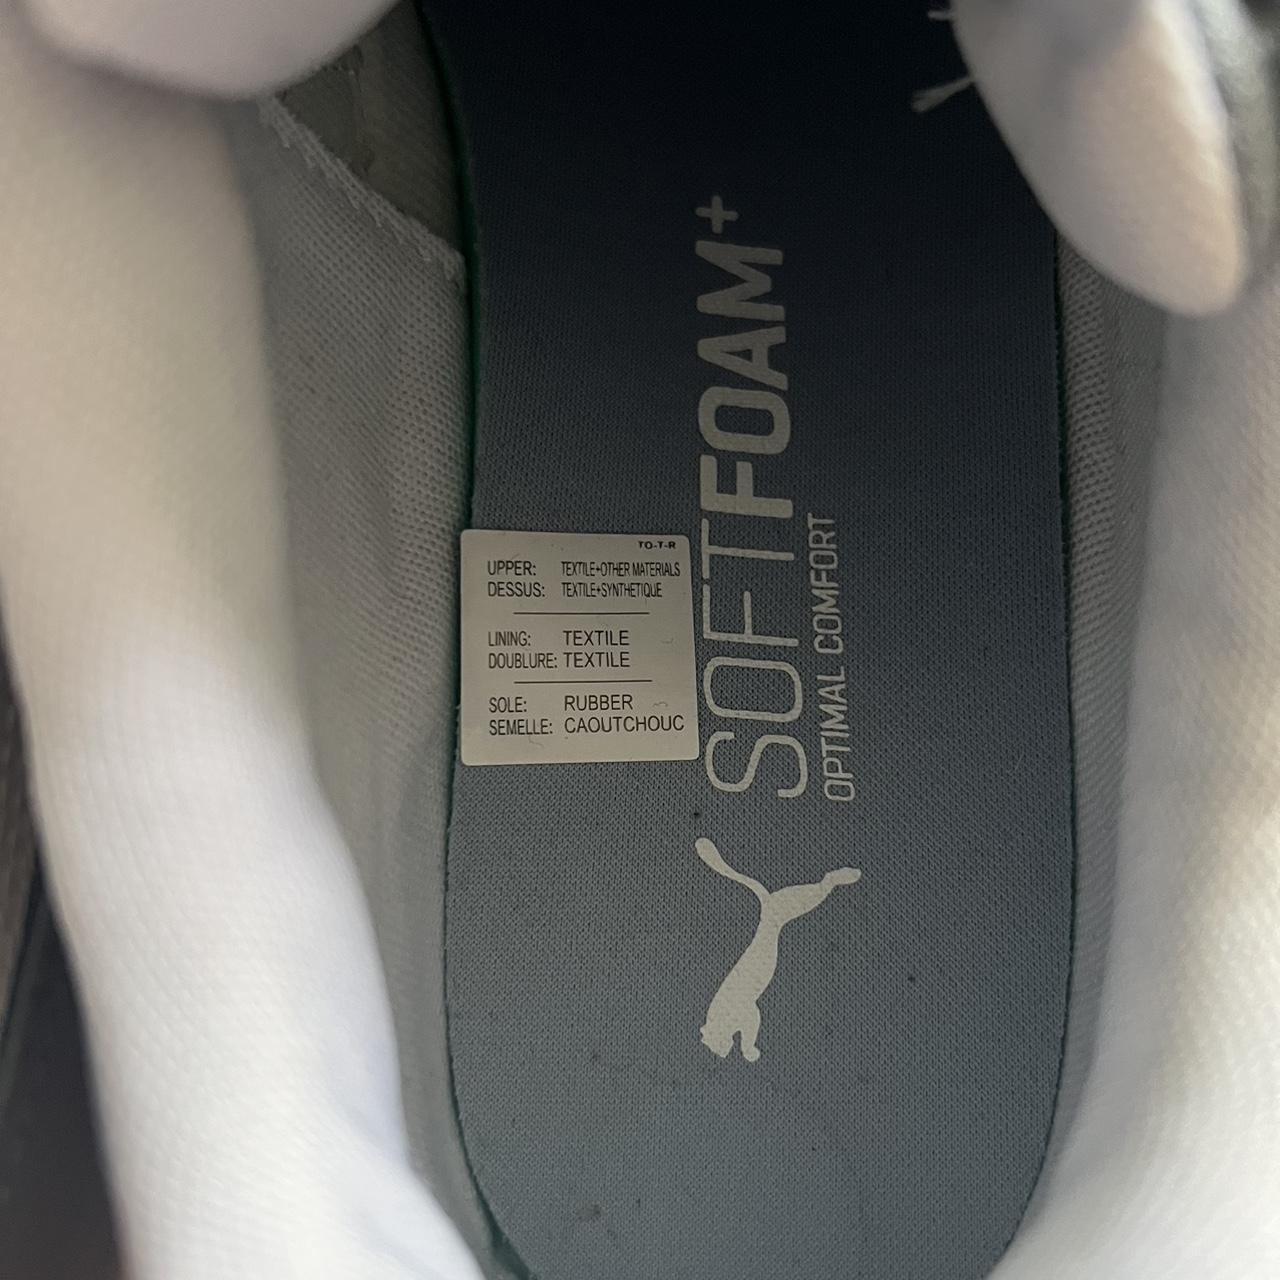 TO-T-R
UPPER: TEXTILE+OTHER MATERIALS
DESSUS: TEXTILE+SYNTHETIQUE
LINING: TEXTILE
DOUBLURE: TEXTILE
SOLE: RUBBER
SEMELLE: CAOUTCHOUC
SOFTFOAM+
OPTIMAL COMFORT